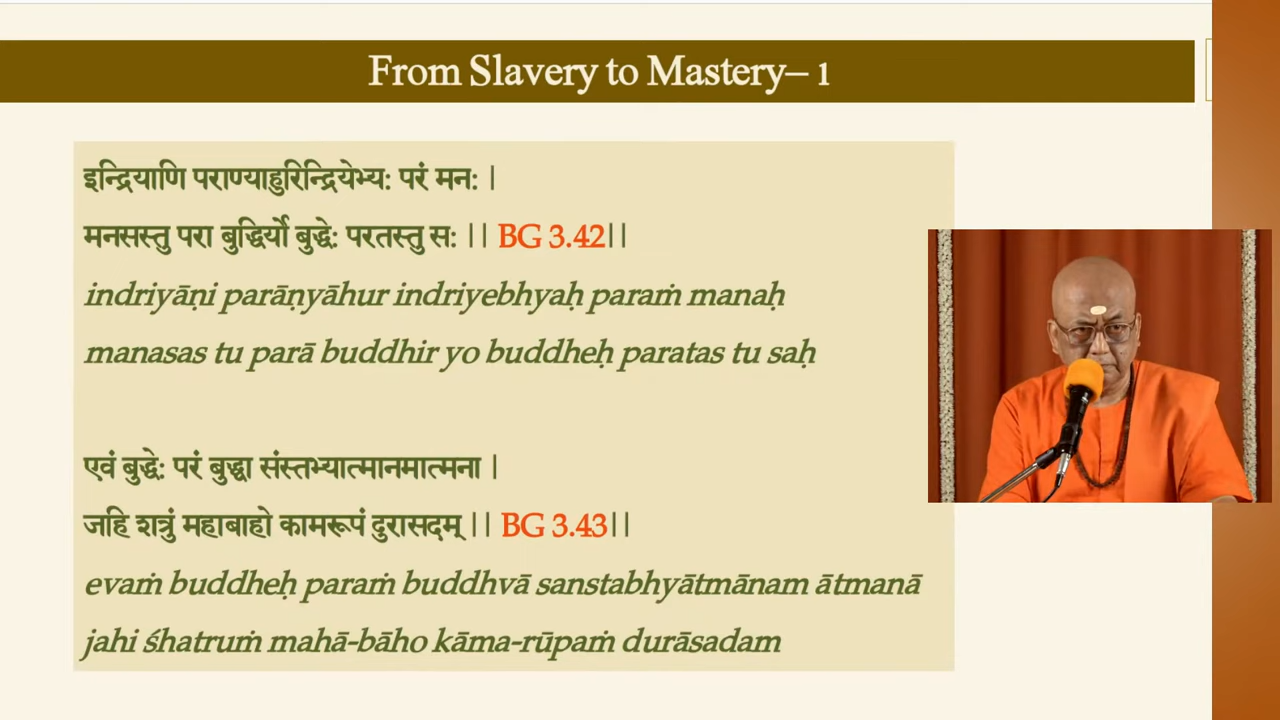 From Slavery to Mastery– 1
इन्द्रियाणि पराण्याहुरिन्द्रियेभ्य: परं मन: |
मनसस्तु परा बुद्धिर्यो बुद्धे: परतस्तु स: || BG 3.42||
indriyāṇi parāṇyāhur indriyebhyaḥ paraṁ manaḥ
manasas tu parā buddhir yo buddheḥ paratas tu saḥ
एवं बुद्धे: परं बुद्ध्वा संस्तभ्यात्मानमात्मना |
जहि शत्रुं महाबाहो कामरूपं दुरासदम् || BG 3.43||
evaṁ buddheḥ paraṁ buddhvā sanstabhyātmānam ātmanā
jahi śhatruṁ mahā-bāho kāma-rūpaṁ durāsadam